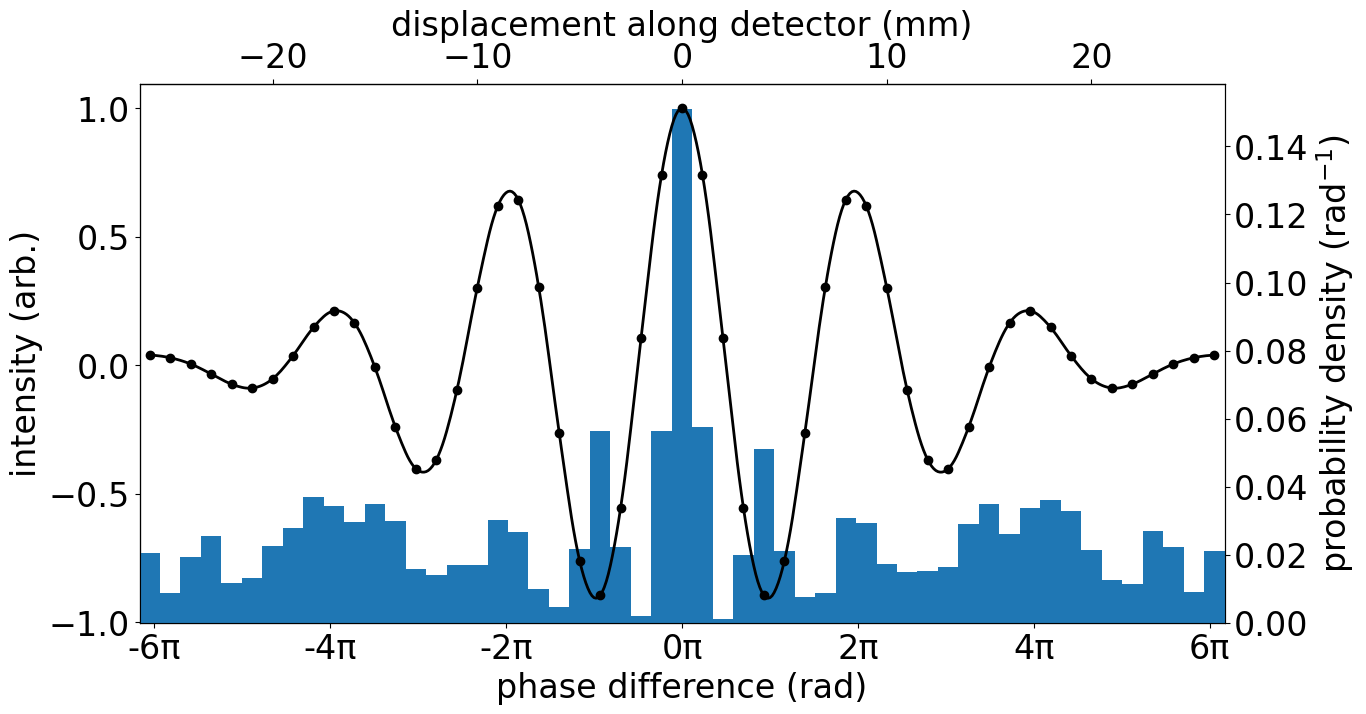 displacement along detector (mm)
−20 −10 0 10 20
intensity (arb.)
1.0
0.5
0.0
−0.5
−1.0
probability density (rad⁻¹)
0.14
0.12
0.10
0.08
0.06
0.04
0.02
0.00
-6π -4π -2π 0π 2π 4π 6π
phase difference (rad)